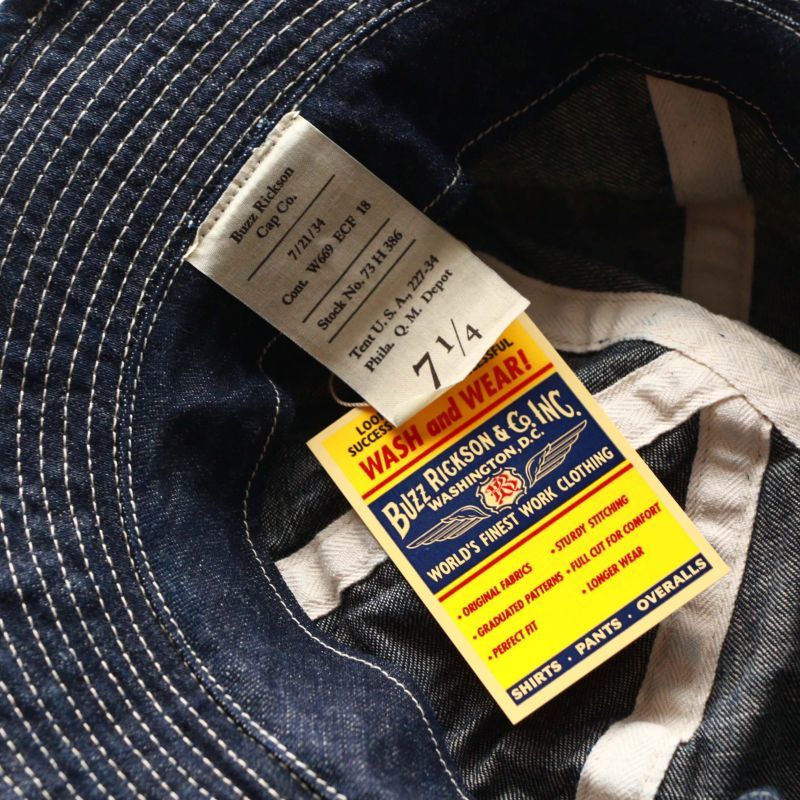 Buzz Rickson
Cap Co.
7/21/34
Cont. W669 ECF 18
Stock No. 73 H 386
Tent U. S. A., 227-34
Phila. Q. M. Depot
7 1/4
WASH and WEAR!
BUZZ RICKSON & CO. INC.
WASHINGTON, D.C.
R
WORLD'S FINEST WORK CLOTHING
• ORIGINAL FABRICS
• GRADUATED PATTERNS
• PERFECT FIT
• STURDY STITCHING
• FULL CUT FOR COMFORT
• LONGER WEAR
SHIRTS · PANTS · OVERALLS